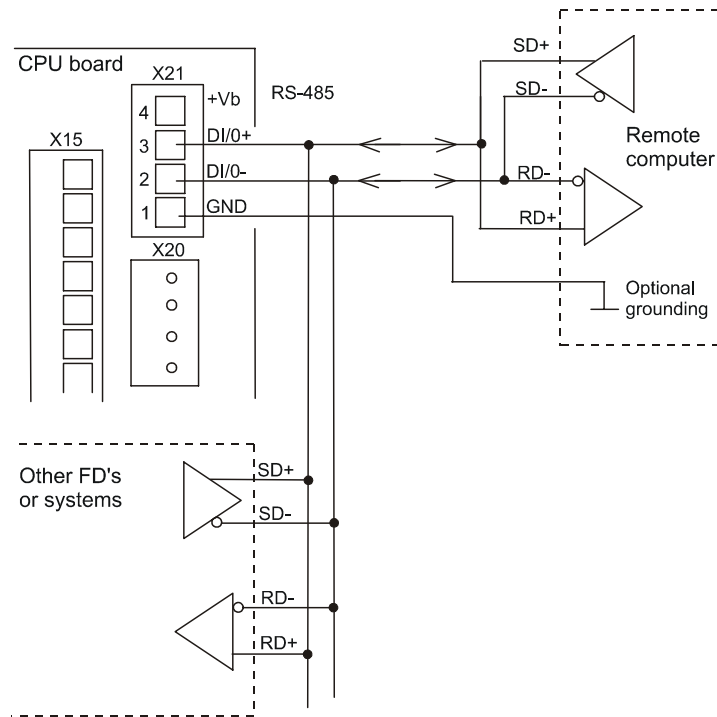 CPU board
X21
X15
RS-485
4
+Vb
3
DI/0+
2
DI/0-
1
GND
X20
SD+
SD-
Remote
computer
RD-
RD+
Optional
grounding
Other FD's
or systems
SD+
SD-
RD-
RD+